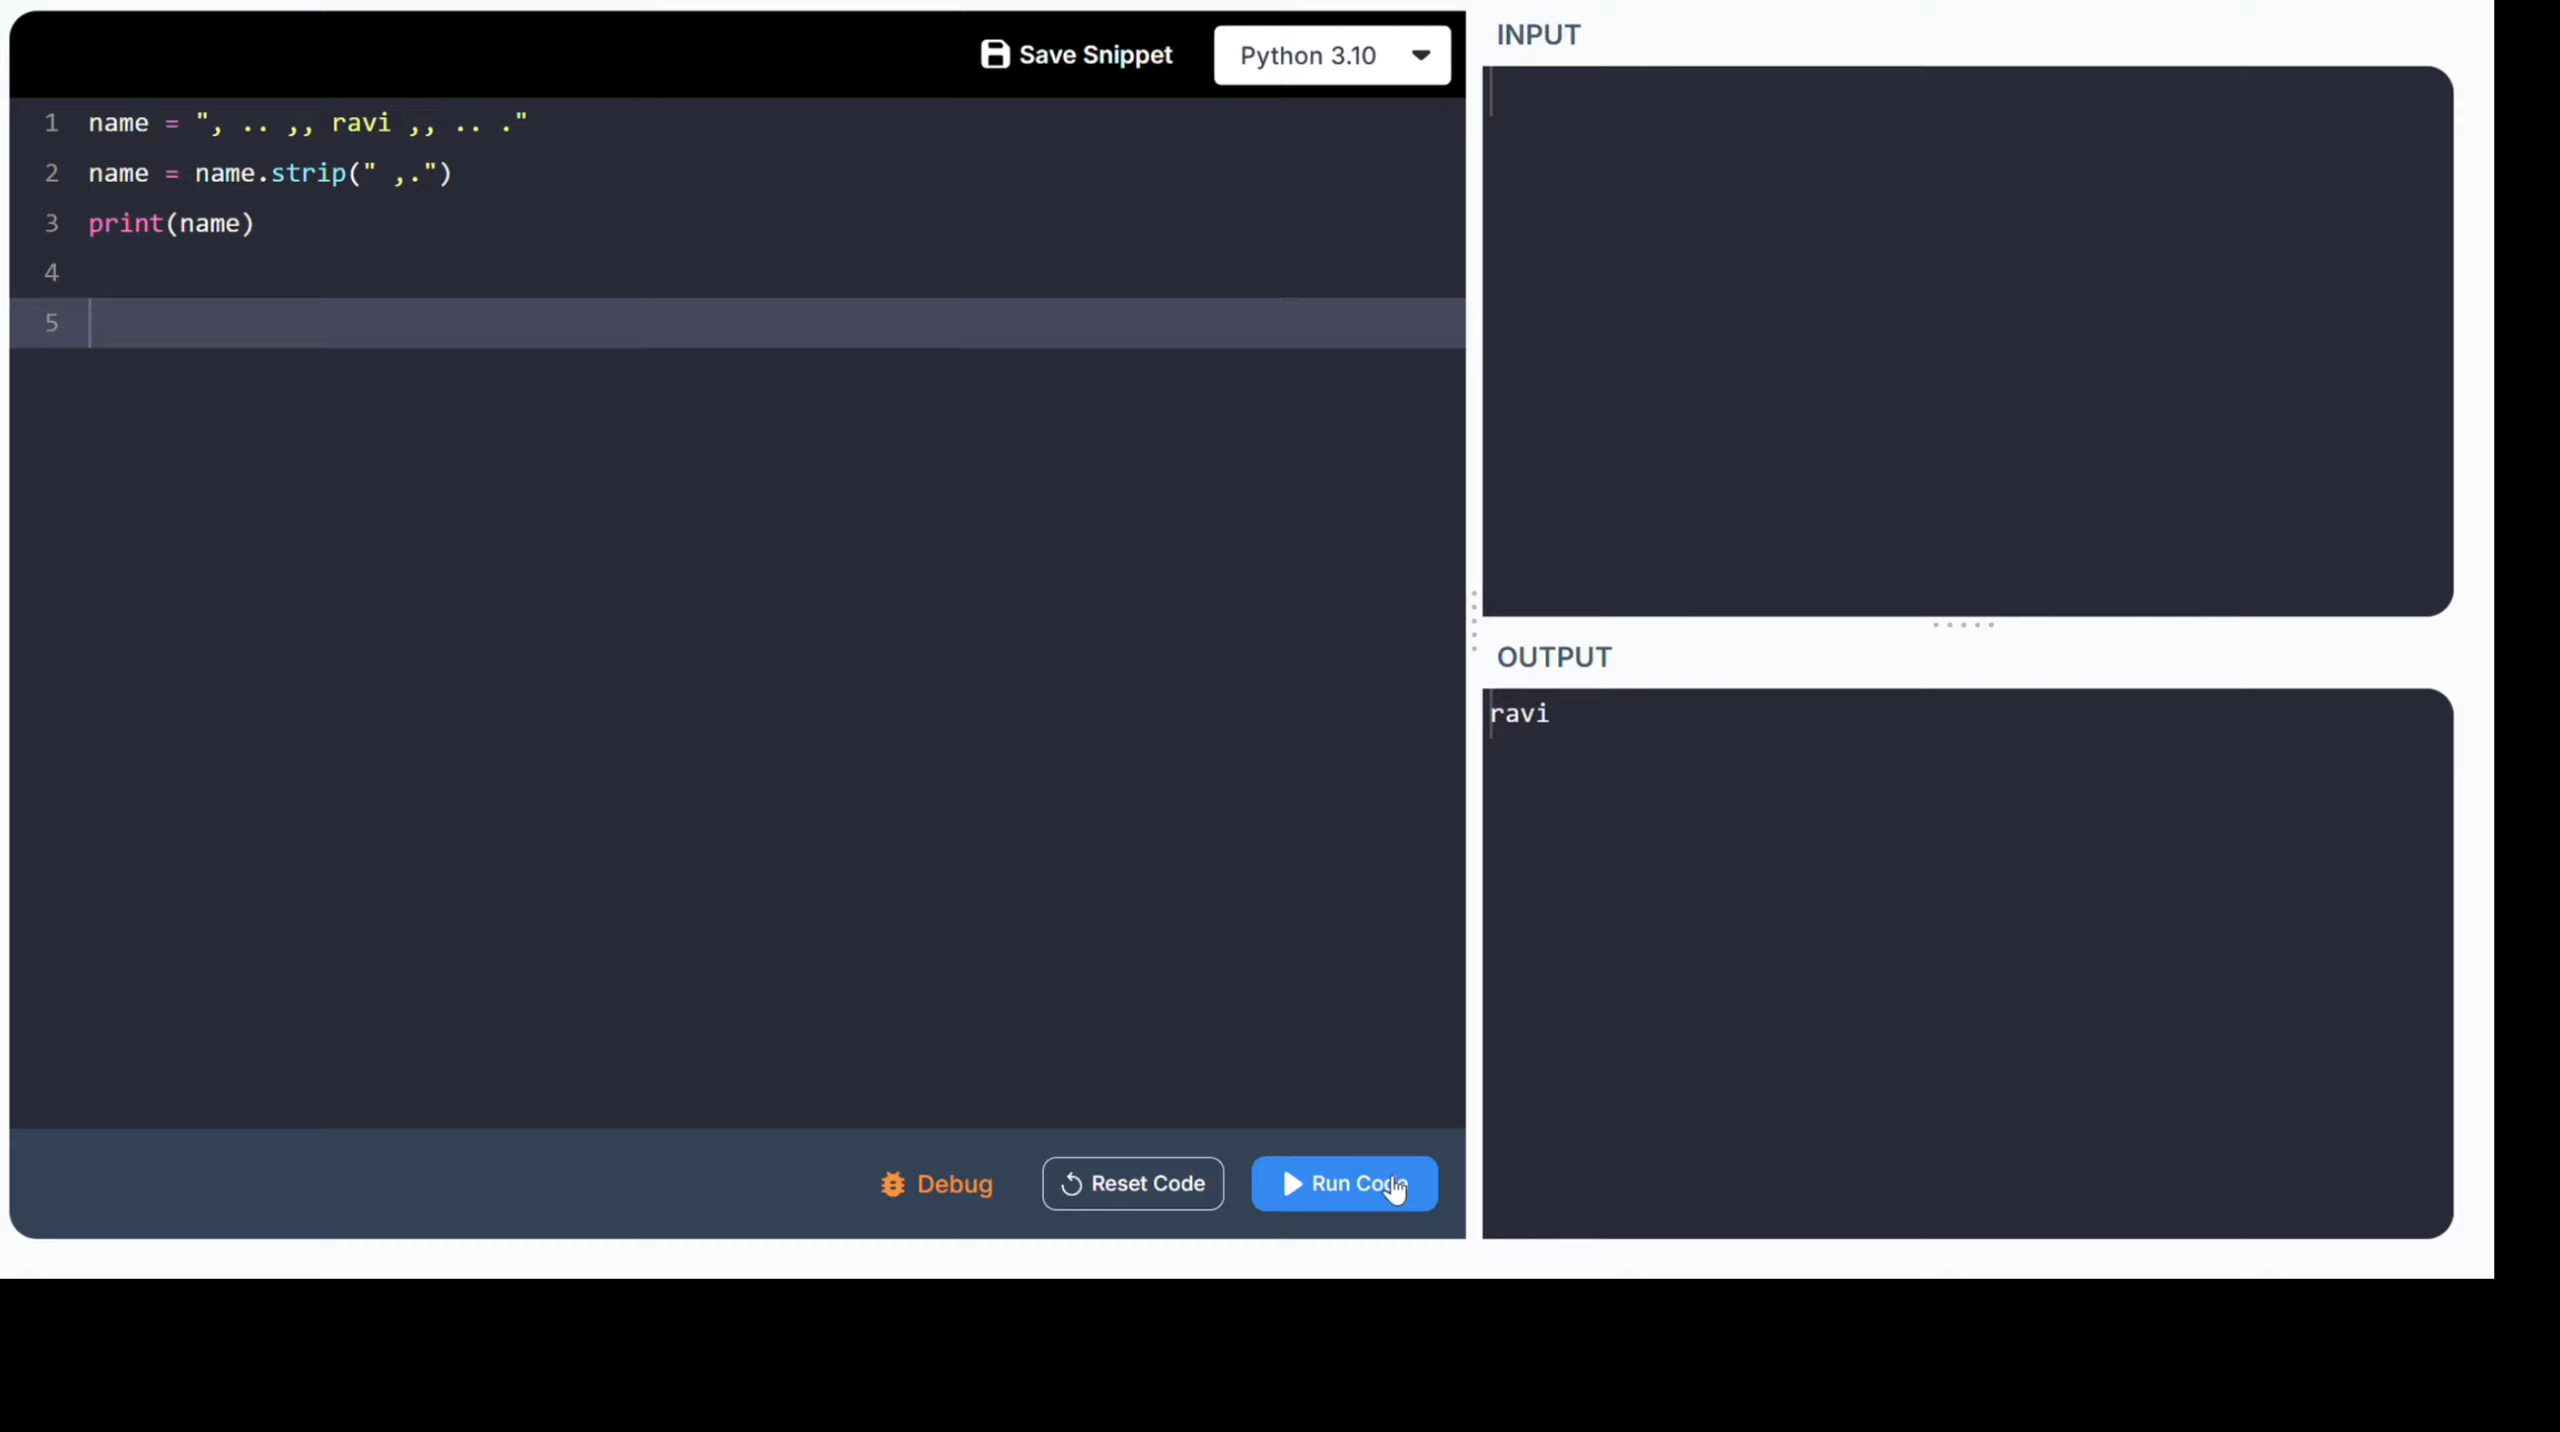 Save Snippet
Python 3.10
1 name = ", .. ,, ravi ,, .. ."
2 name = name.strip(" ,.")
3 print(name)
4
5
Debug
Reset Code
Run Code
INPUT
OUTPUT
ravi